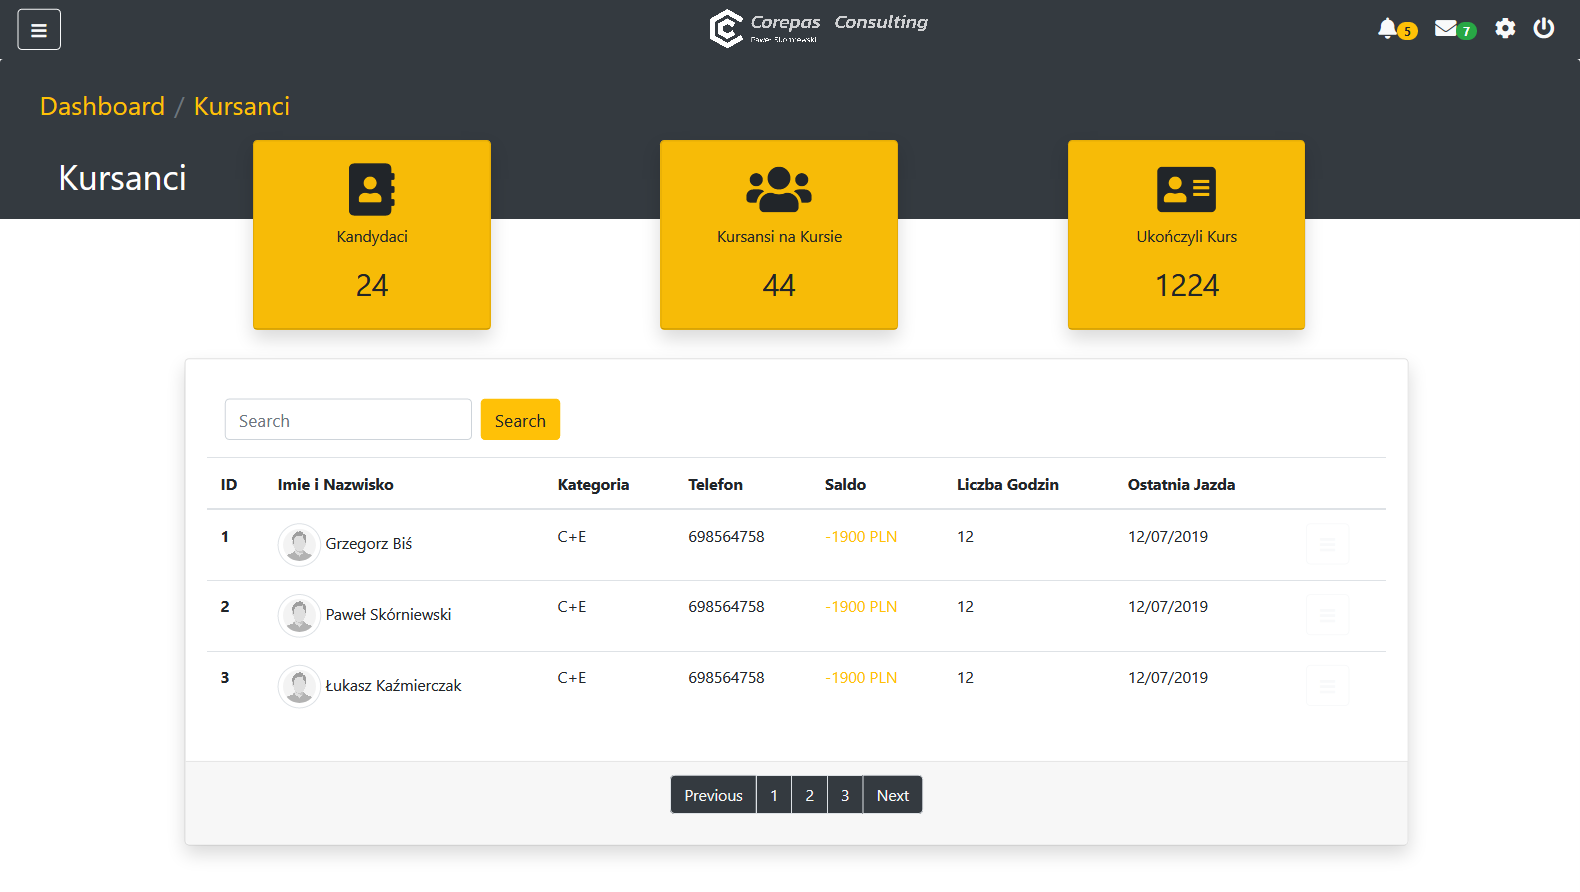 Corepas Consulting
Paweł Skórniewski
5
7
Dashboard / Kursanci
Kursanci
Kandydaci
24
Kursansi na Kursie
44
Ukończyli Kurs
1224
Search
Search
ID Imie i Nazwisko Kategoria Telefon Saldo Liczba Godzin Ostatnia Jazda
1 Grzegorz Biś C+E 698564758 -1900 PLN 12 12/07/2019
2 Paweł Skórniewski C+E 698564758 -1900 PLN 12 12/07/2019
3 Łukasz Kaźmierczak C+E 698564758 -1900 PLN 12 12/07/2019
Previous 1 2 3 Next